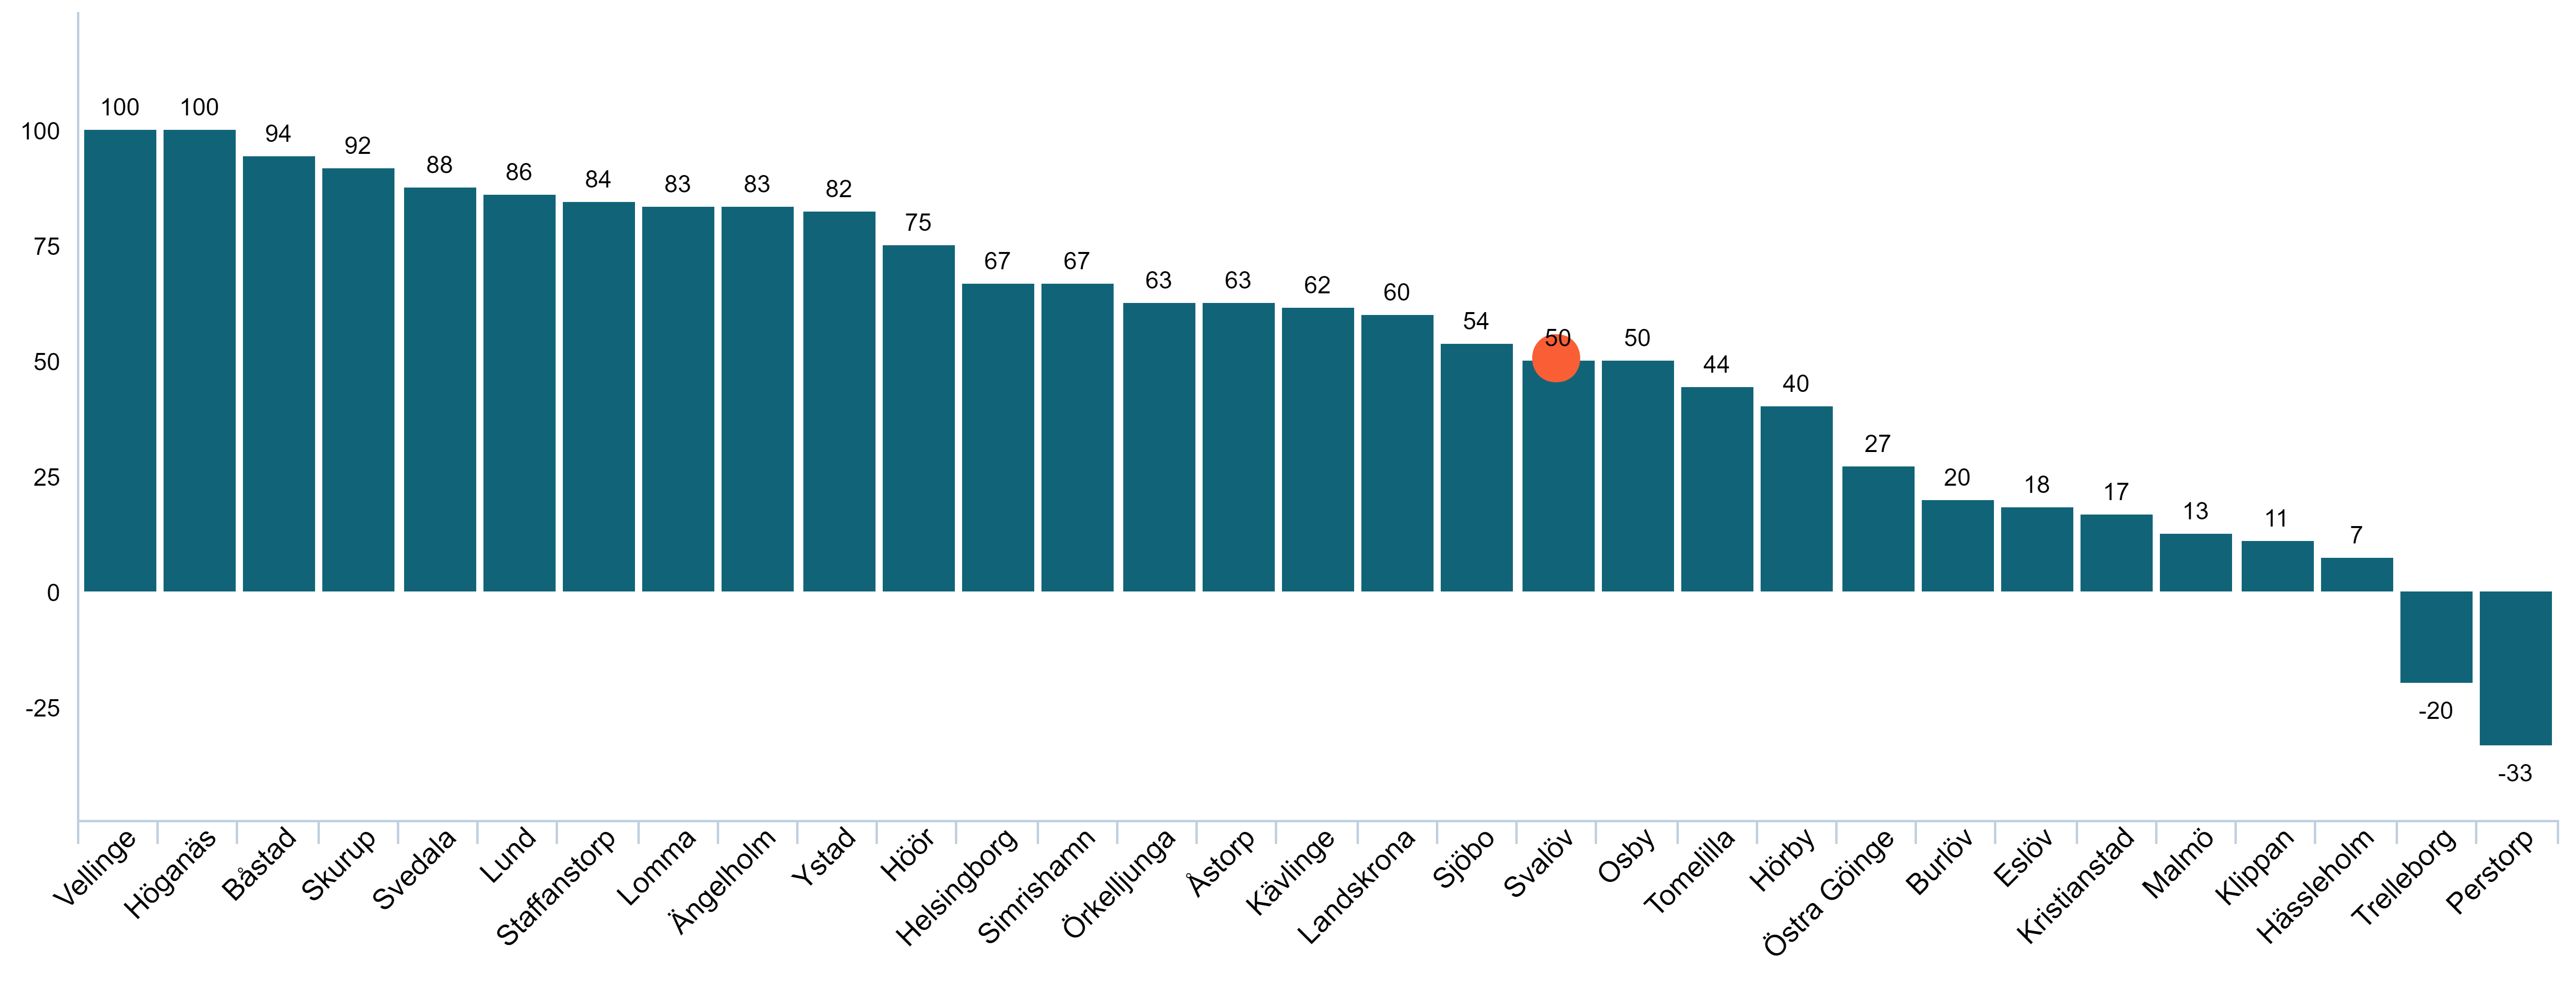 100
75
50
25
0
-25
100 100 94 92 88 86 84 83 83 82 75 67 67 63 63 62 60 54 50 50 44 40 27 20 18 17 13 11 7 -20 -33
Vellinge
Höganäs
Båstad
Skurup
Svedala
Lund
Staffanstorp
Lomma
Ängelholm
Ystad
Höör
Helsingborg
Simrishamn
Örkelljunga
Åstorp
Kävlinge
Landskrona
Sjöbo
Svalöv
Osby
Tomelilla
Hörby
Östra Göinge
Burlöv
Eslöv
Kristianstad
Malmö
Klippan
Hässleholm
Trelleborg
Perstorp